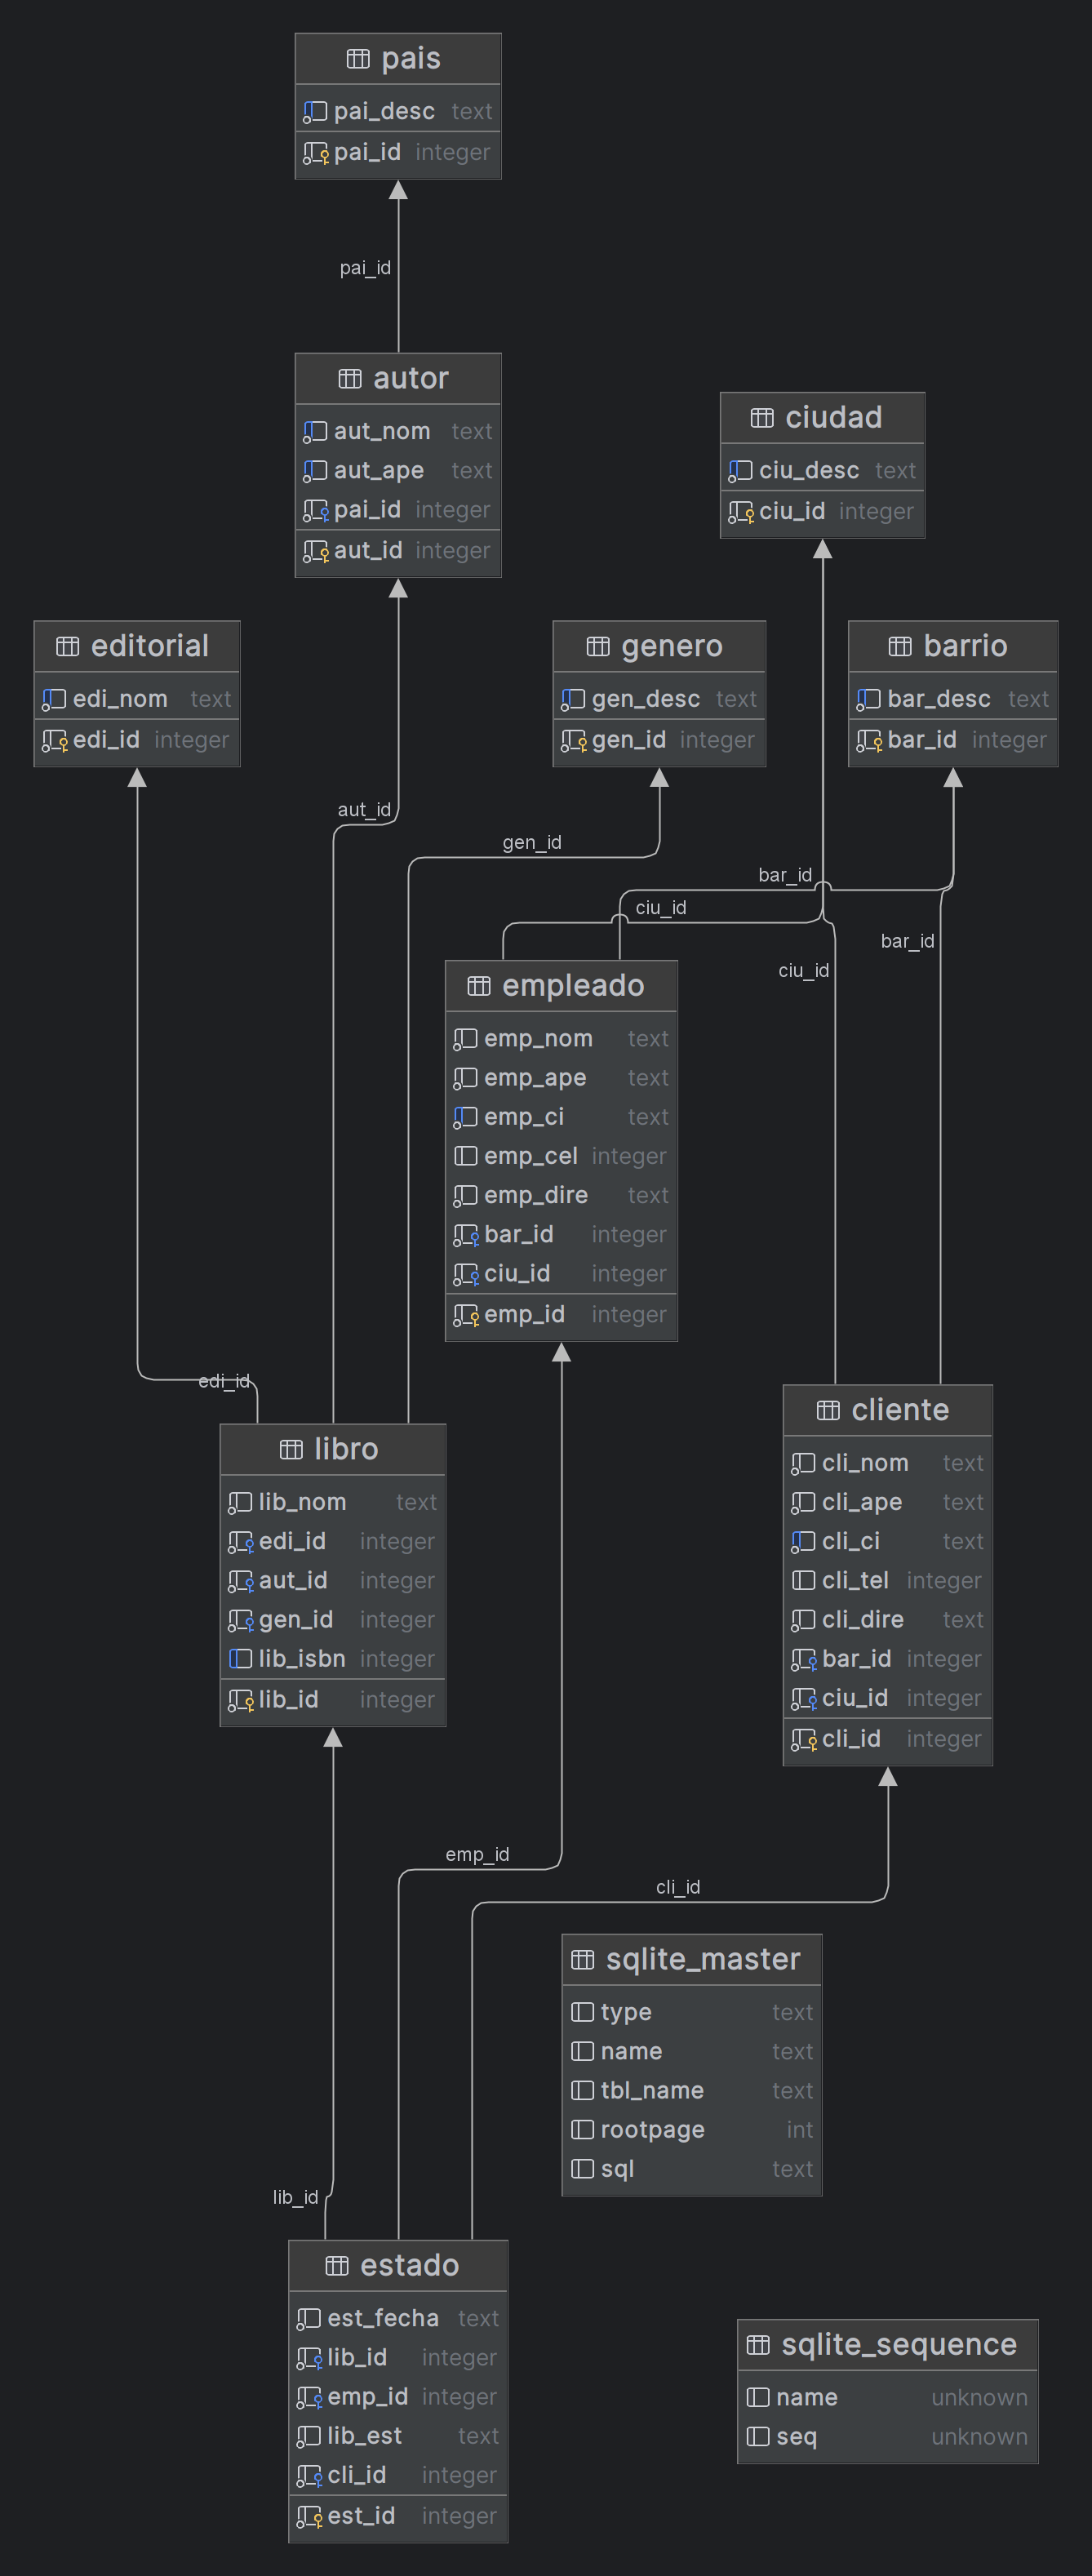 pais
pai_desc text
pai_id integer
pai_id
autor
aut_nom text
aut_ape text
pai_id integer
aut_id integer
ciudad
ciu_desc text
ciu_id integer
editorial
edi_nom text
edi_id integer
genero
gen_desc text
gen_id integer
barrio
bar_desc text
bar_id integer
aut_id
gen_id
bar_id
ciu_id
bar_id
ciu_id
empleado
emp_nom text
emp_ape text
emp_ci text
emp_cel integer
emp_dire text
bar_id integer
ciu_id integer
emp_id integer
edi_id
libro
lib_nom text
edi_id integer
aut_id integer
gen_id integer
lib_isbn integer
lib_id integer
cliente
cli_nom text
cli_ape text
cli_ci text
cli_tel integer
cli_dire text
bar_id integer
ciu_id integer
cli_id integer
emp_id
cli_id
sqlite_master
type text
name text
tbl_name text
rootpage int
sql text
lib_id
estado
est_fecha text
lib_id integer
emp_id integer
lib_est text
cli_id integer
est_id integer
sqlite_sequence
name unknown
seq unknown